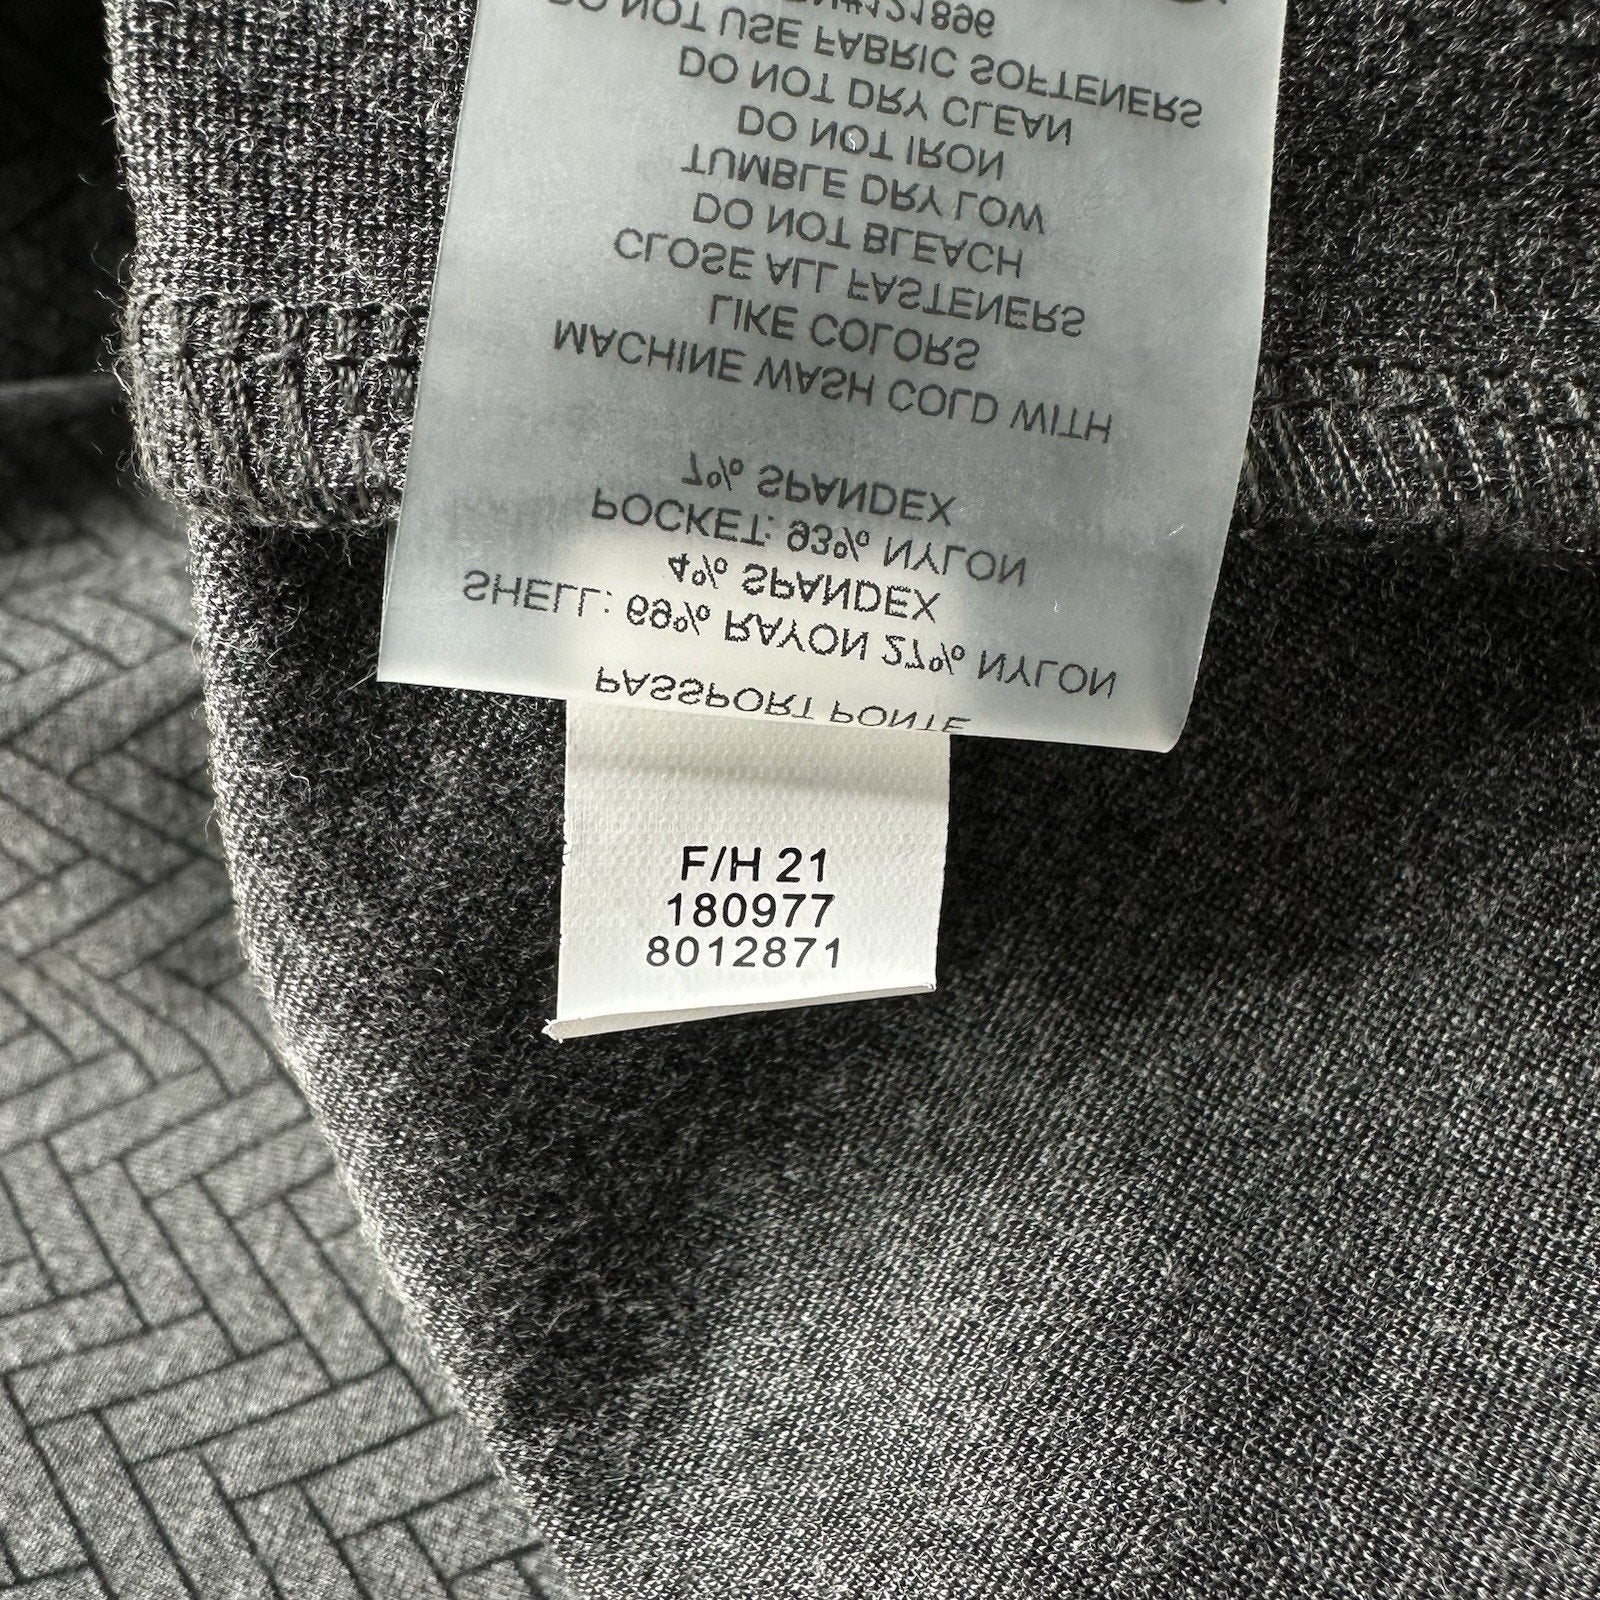 PASSPORT PONTE
SHELL: 69% RAYON 27% NYLON
4% SPANDEX
POCKET: 93% NYLON
7% SPANDEX
MACHINE WASH COLD WITH
LIKE COLORS
CLOSE ALL FASTENERS
DO NOT BLEACH
TUMBLE DRY LOW
DO NOT IRON
DO NOT DRY CLEAN
DO NOT USE FABRIC SOFTENERS
RN#121896
F/H 21
180977
8012871